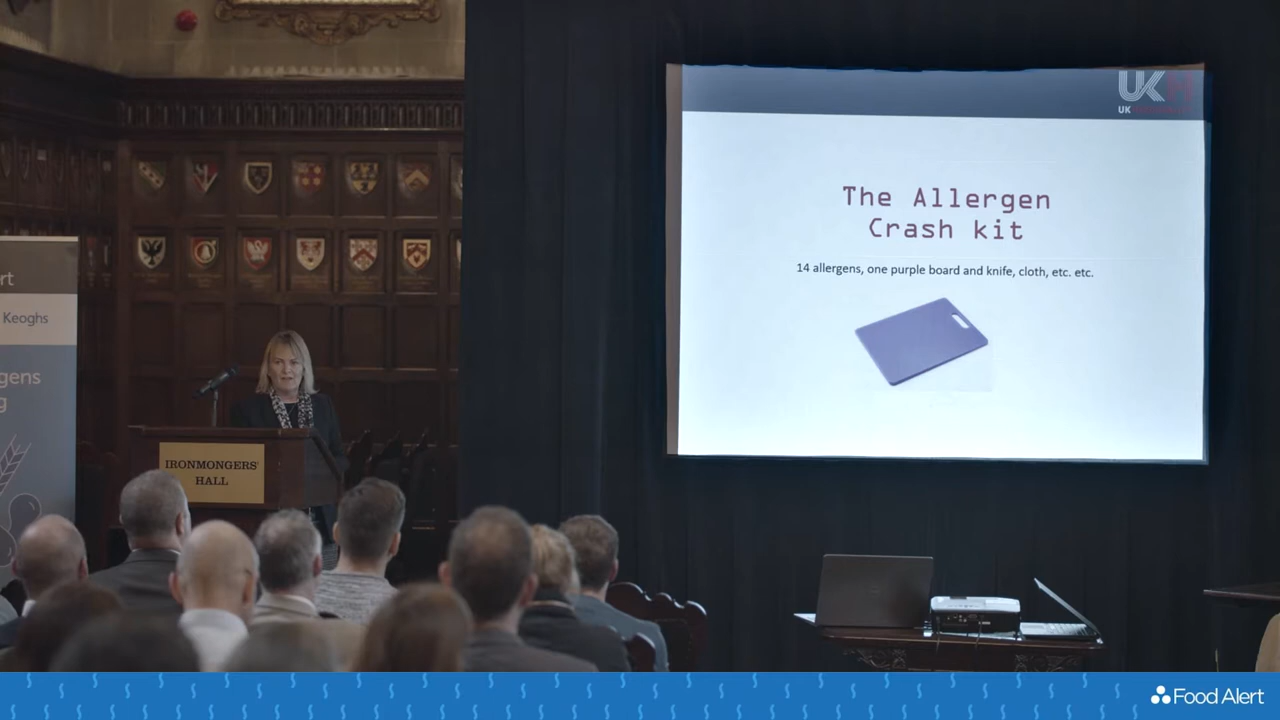 rt
Keoghs
gens
g
IRONMONGERS'
HALL
UKH
UK
The Allergen
Crash kit
14 allergens, one purple board and knife, cloth, etc. etc.
Food Alert